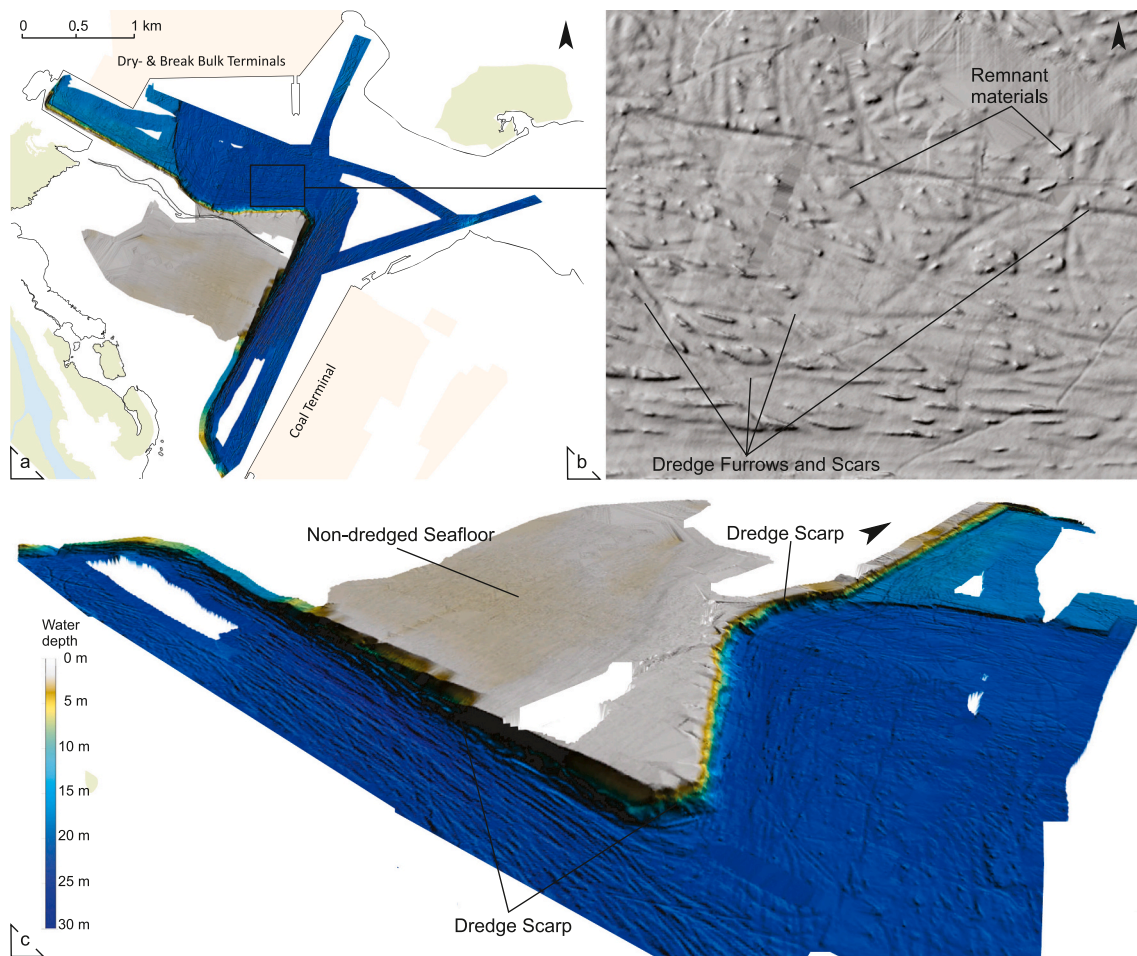 0 0.5 1 km
Dry- & Break Bulk Terminals
Coal Terminal
a
Remnant
materials
Dredge Furrows and Scars
b
Non-dredged Seafloor
Dredge Scarp
Water
depth
0 m
5 m
10 m
15 m
20 m
25 m
30 m
Dredge Scarp
c